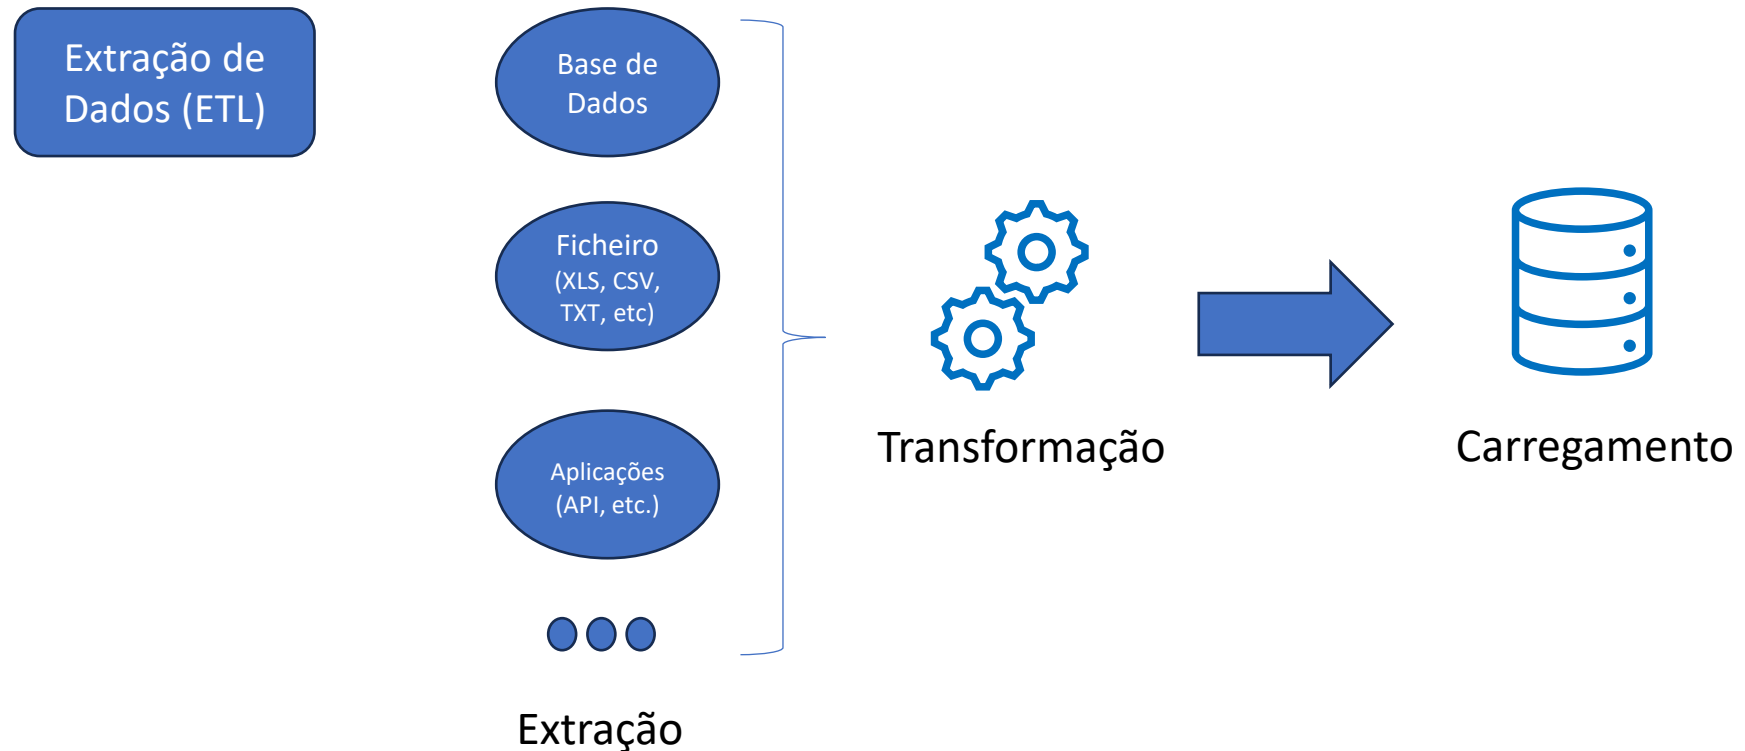 Extração de
Dados (ETL)
Base de
Dados
Ficheiro
(XLS, CSV,
TXT, etc)
Aplicações
(API, etc.)
Extração
Transformação
Carregamento